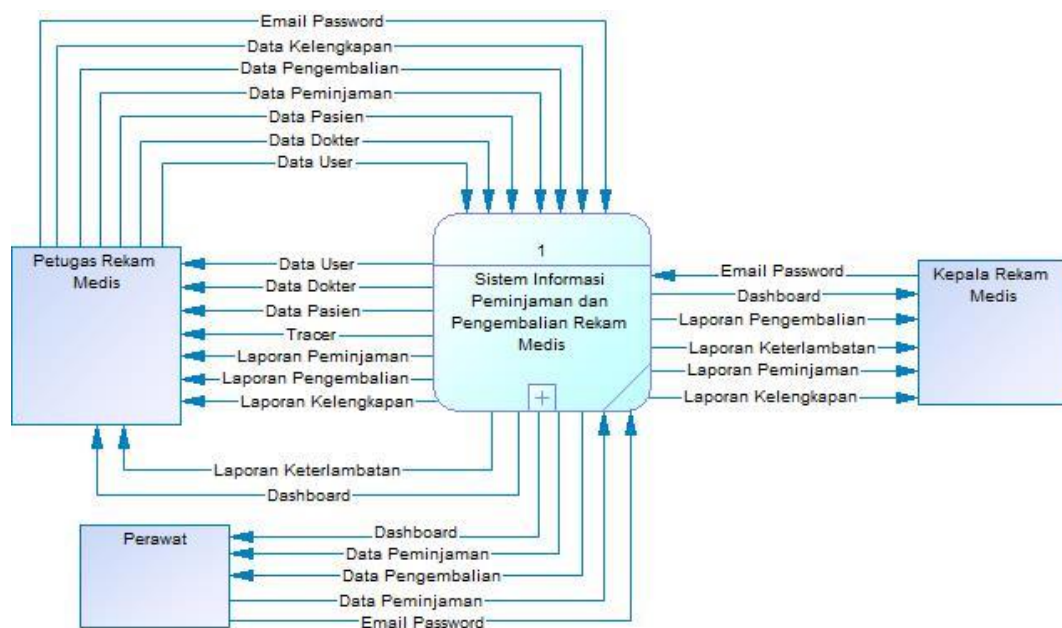 Email Password
Data Kelengkapan
Data Pengembalian
Data Peminjaman
Data Pasien
Data Dokter
Data User
Petugas Rekam
Medis
Data User
Data Dokter
Data Pasien
Tracer
Laporan Peminjaman
Laporan Pengembalian
Laporan Kelengkapan
1
Sistem Informasi
Peminjaman dan
Pengembalian Rekam
Medis
Email Password
Dashboard
Laporan Pengembalian
Laporan Keterlambatan
Laporan Peminjaman
Laporan Kelengkapan
Kepala Rekam
Medis
Laporan Keterlambatan
Dashboard
Perawat
Dashboard
Data Peminjaman
Data Pengembalian
Data Peminjaman
Email Password